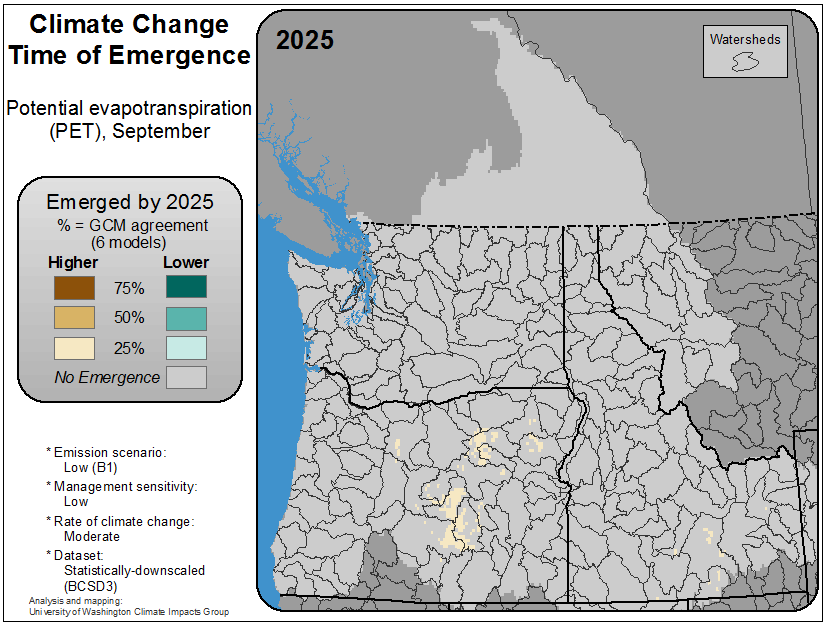 Climate Change
Time of Emergence
Potential evapotranspiration
(PET), September
Emerged by 2025
% = GCM agreement
(6 models)
Higher Lower
75%
50%
25%
No Emergence
* Emission scenario:
Low (B1)
* Management sensitivity:
Low
* Rate of climate change:
Moderate
* Dataset:
Statistically-downscaled
(BCSD3)
Analysis and mapping:
University of Washington Climate Impacts Group
2025
Watersheds